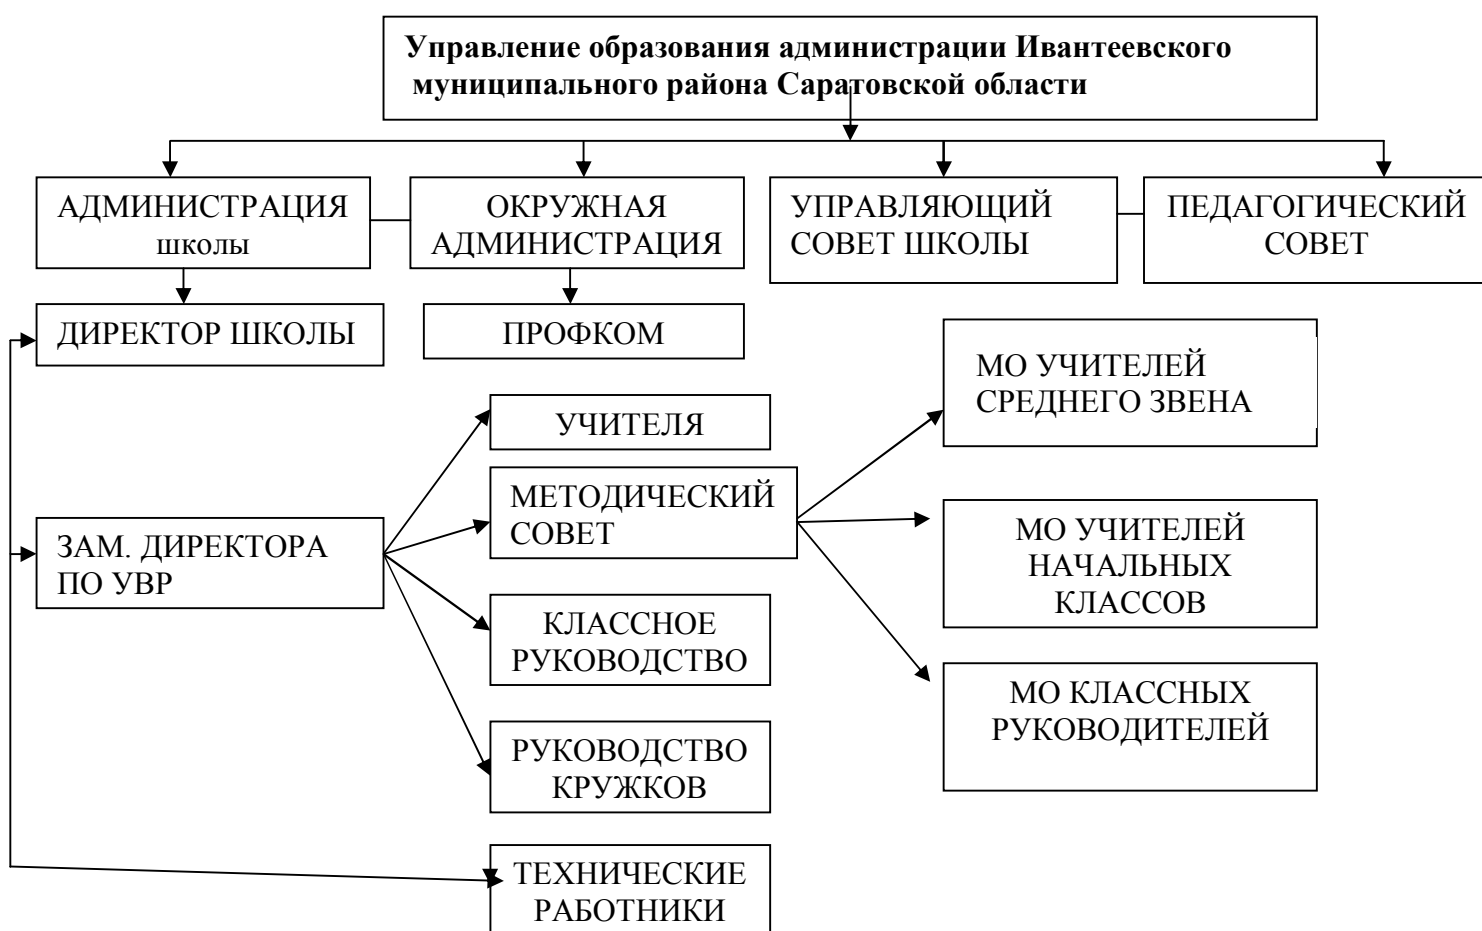 Управление образования администрации Ивантеевского
муниципального района Саратовской области
АДМИНИСТРАЦИЯ
школы
ОКРУЖНАЯ
АДМИНИСТРАЦИЯ
УПРАВЛЯЮЩИЙ
СОВЕТ ШКОЛЫ
ПЕДАГОГИЧЕСКИЙ
СОВЕТ
ДИРЕКТОР ШКОЛЫ
ПРОФКОМ
МО УЧИТЕЛЕЙ
СРЕДНЕГО ЗВЕНА
УЧИТЕЛЯ
МЕТОДИЧЕСКИЙ
СОВЕТ
ЗАМ. ДИРЕКТОРА
ПО УВР
МО УЧИТЕЛЕЙ
НАЧАЛЬНЫХ
КЛАССОВ
КЛАССНОЕ
РУКОВОДСТВО
МО КЛАССНЫХ
РУКОВОДИТЕЛЕЙ
РУКОВОДСТВО
КРУЖКОВ
ТЕХНИЧЕСКИЕ
РАБОТНИКИ